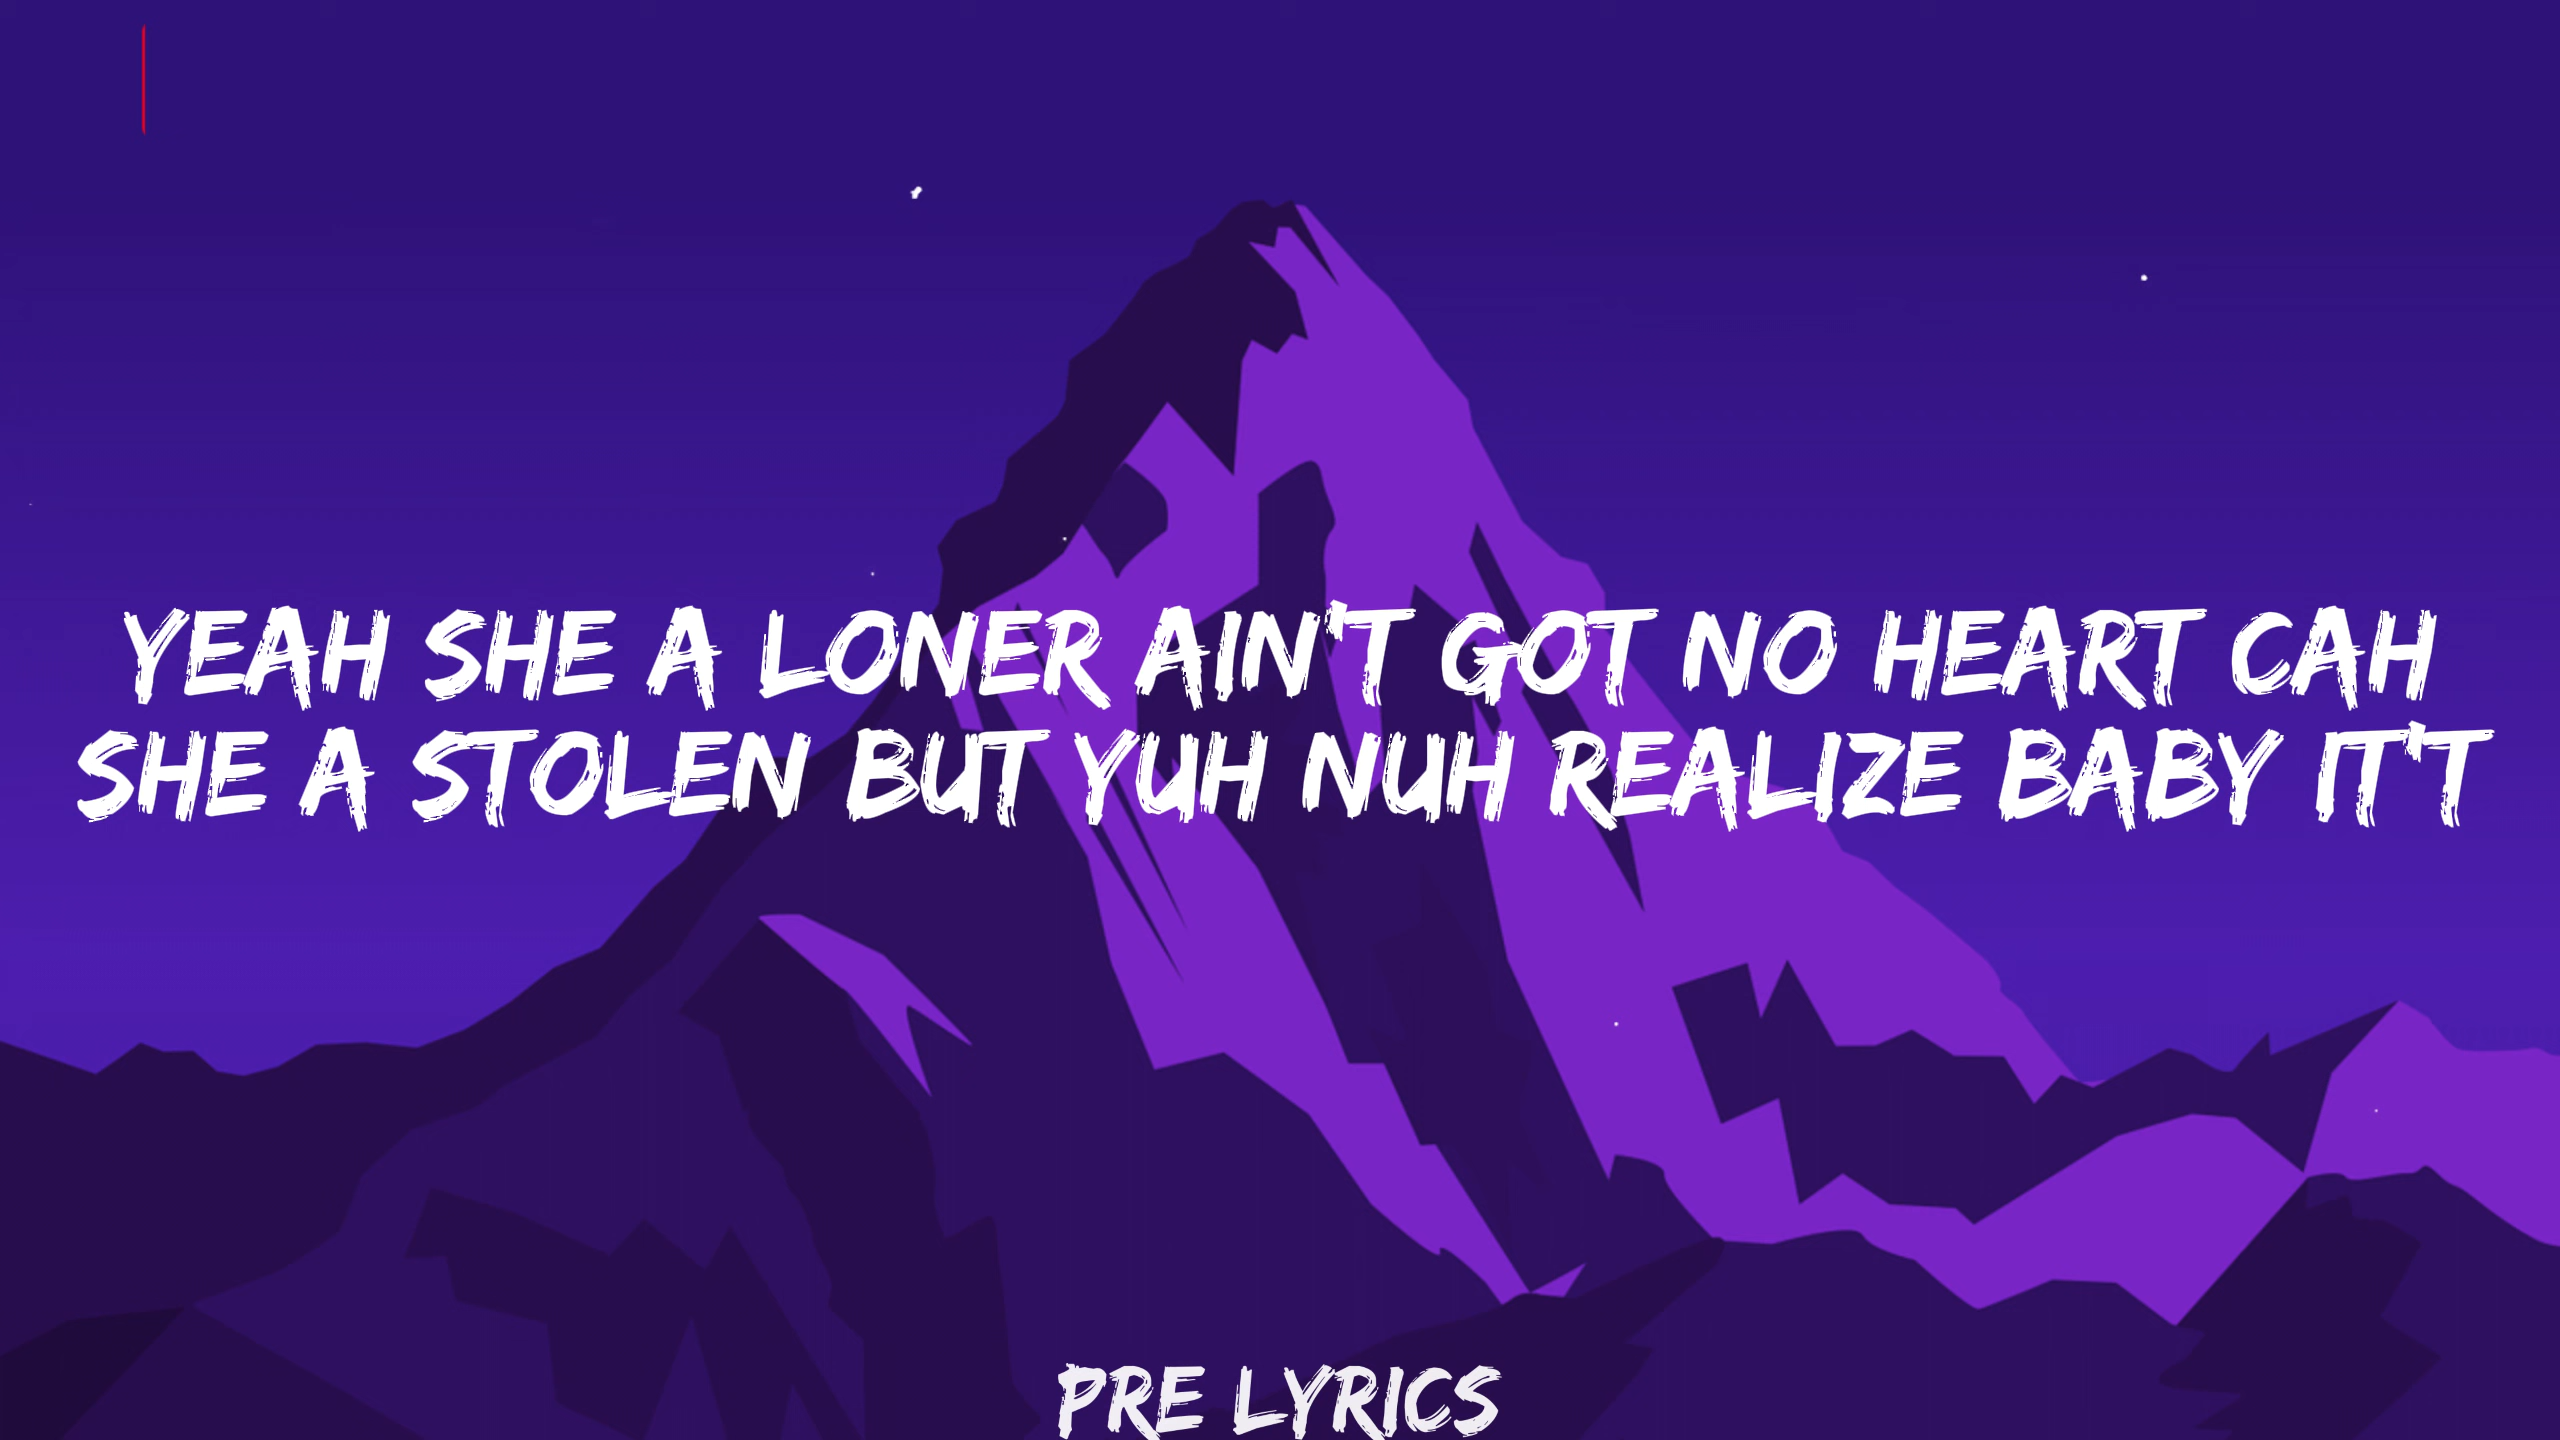 YEAH SHE A LONER AIN'T GOT NO HEART CAH
SHE A STOLEN BUT YUH NUH REALIZE BABY IT'T
PRE LYRICS